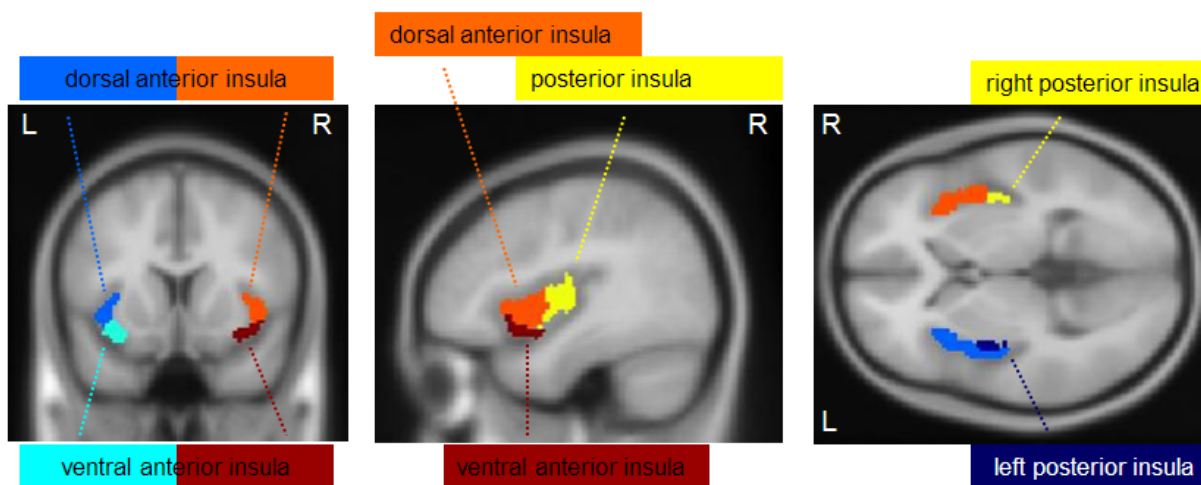 dorsal anterior insula
posterior insula
dorsal anterior insula
right posterior insula
L
R
R
R
L
ventral anterior insula
ventral anterior insula
left posterior insula